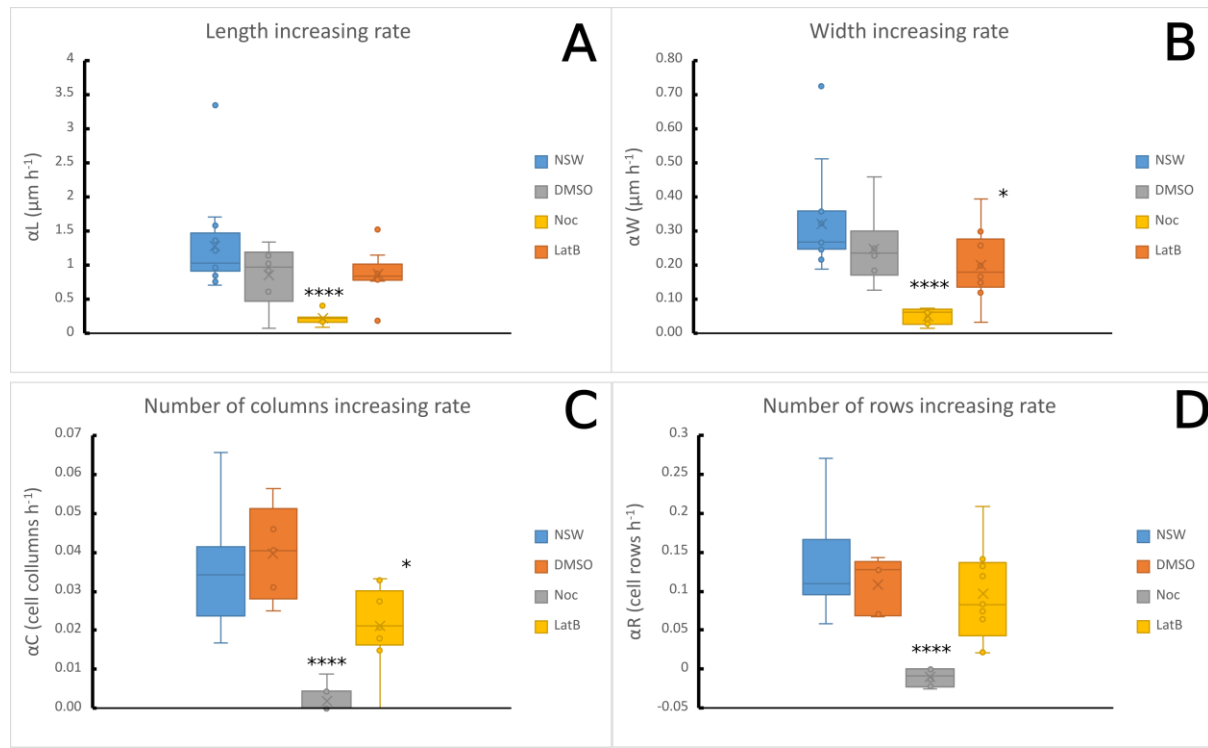 Length increasing rate
A
αL (µm h⁻¹)
4
3.5
3
2.5
2
1.5
1
0.5
0
****
NSW
DMSO
Noc
LatB
Width increasing rate
B
αW (µm h⁻¹)
0.80
0.70
0.60
0.50
0.40
0.30
0.20
0.10
0.00
****
*
NSW
DMSO
Noc
LatB
Number of columns increasing rate
C
αC (cell collumns h⁻¹)
0.07
0.06
0.05
0.04
0.03
0.02
0.01
0.00
****
*
NSW
DMSO
Noc
LatB
Number of rows increasing rate
D
αR (cell rows h⁻¹)
0.3
0.25
0.2
0.15
0.1
0.05
0
-0.05
****
NSW
DMSO
Noc
LatB